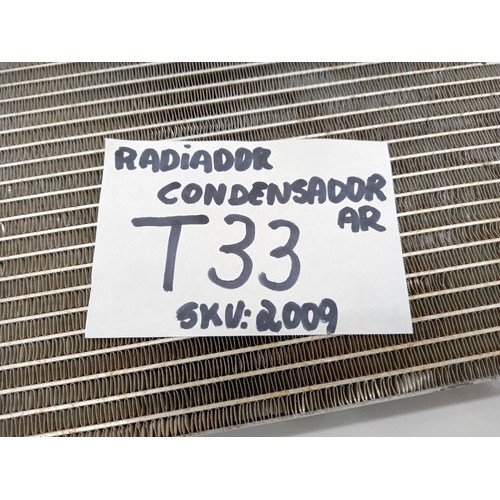 RADIADOR
CONDENSADOR
AR
T33
SKU: 2009